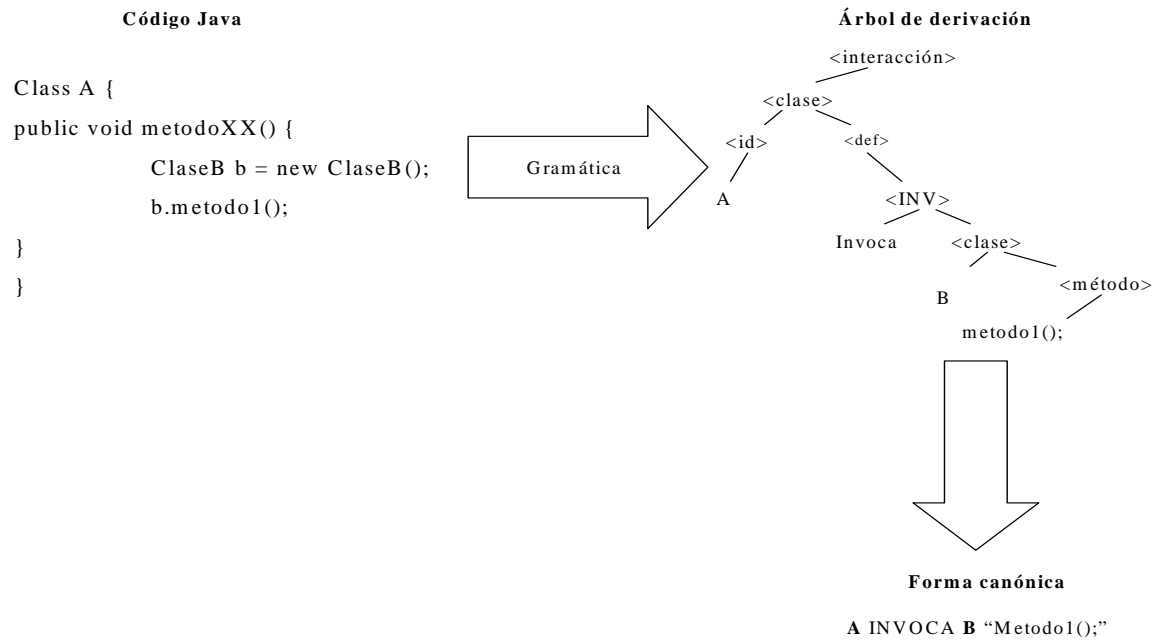 Código Java
Class A {
public void metodoXX() {
ClaseB b = new ClaseB();
b.metodo1();
}
}
Gramática
Árbol de derivación
<interacción>
<clase>
<id> <def>
A <INV>
Invoca <clase>
B <método>
metodo1();
Forma canónica
A INVOCA B “Metodo1();”